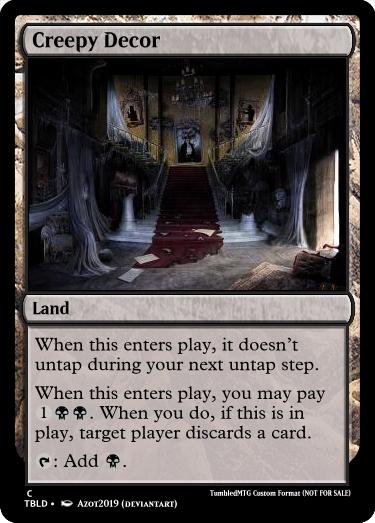 Creepy Decor
Land
When this enters play, it doesn't
untap during your next untap step.
When this enters play, you may pay
1. When you do, if this is in
play, target player discards a card.
: Add .
C
TBLD • Azot2019 (deviantart)
TumbledMTG Custom Format (NOT FOR SALE)